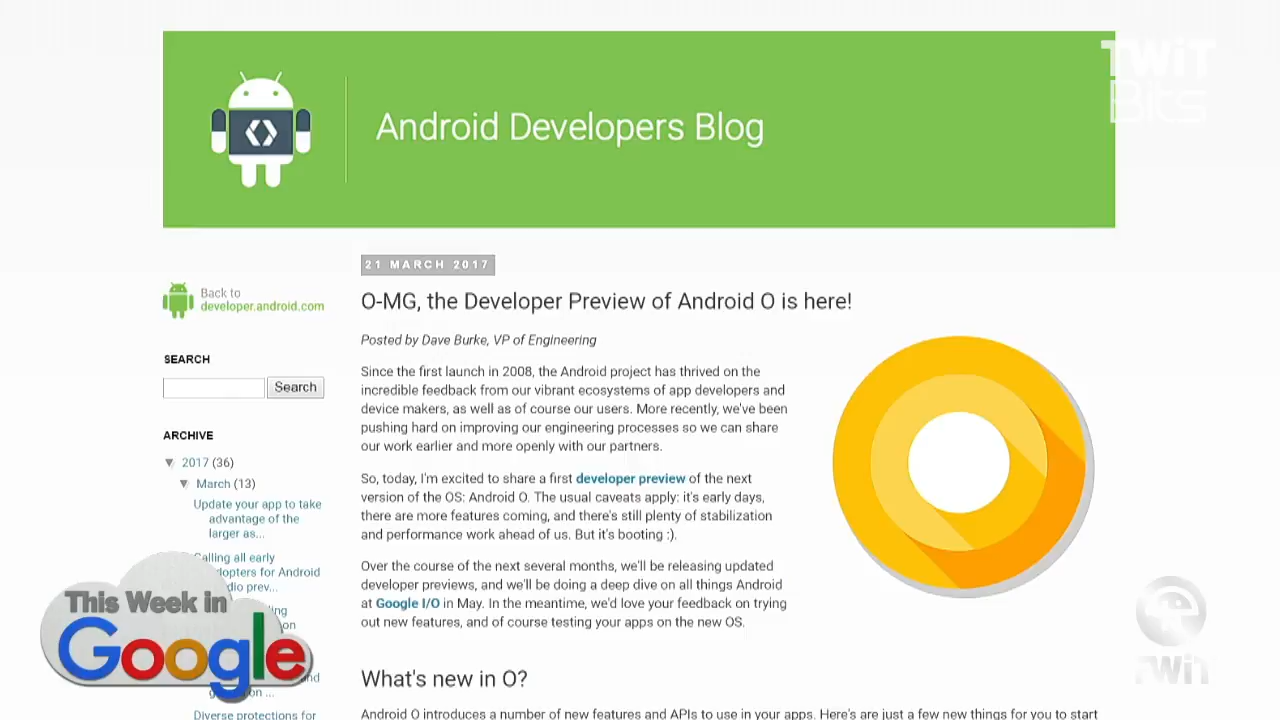 TWiT
Bits
Android Developers Blog
21 MARCH 2017
Back to
developer.android.com
O-MG, the Developer Preview of Android O is here!
Posted by Dave Burke, VP of Engineering
SEARCH
Search
Since the first launch in 2008, the Android project has thrived on the
incredible feedback from our vibrant ecosystems of app developers and
device makers, as well as of course our users. More recently, we've been
pushing hard on improving our engineering processes so we can share
our work earlier and more openly with our partners.
ARCHIVE
▼ 2017 (36)
▼ March (13)
Update your app to take
advantage of the
larger as...
Calling all early
for Android
prev...
on
So, today, I'm excited to share a first developer preview of the next
version of the OS: Android O. The usual caveats apply: it's early days,
there are more features coming, and there's still plenty of stabilization
and performance work ahead of us. But it's booting :).
Over the course of the next several months, we'll be releasing updated
developer previews, and we'll be doing a deep dive on all things Android
at Google I/O in May. In the meantime, we'd love your feedback on trying
out new features, and of course testing your apps on the new OS.
This Week in
Google
on ...
Diverse protections for
What's new in O?
Android O introduces a number of new features and APIs to use in your apps. Here's are just a few new things for you to start
TWiT